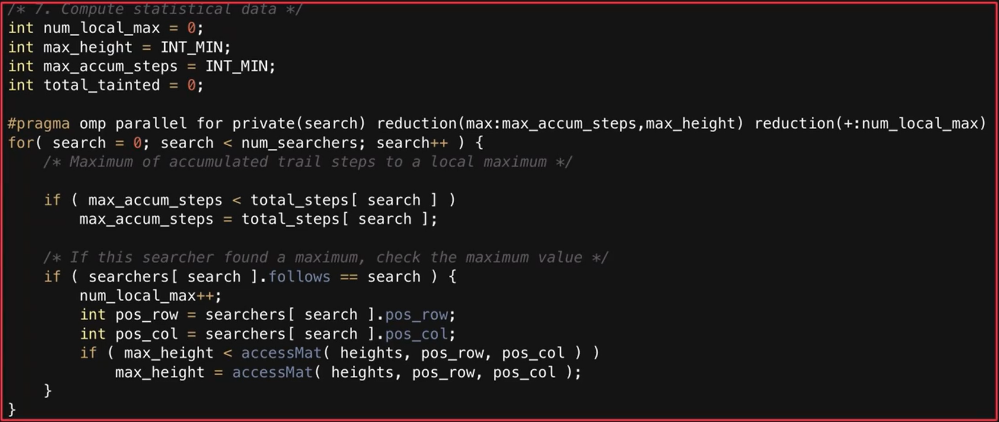 /* 7. Compute statistical data */
int num_local_max = 0;
int max_height = INT_MIN;
int max_accum_steps = INT_MIN;
int total_tainted = 0;
#pragma omp parallel for private(search) reduction(max:max_accum_steps,max_height) reduction(+:num_local_max)
for( search = 0; search < num_searchers; search++ ) {
/* Maximum of accumulated trail steps to a local maximum */
if ( max_accum_steps < total_steps[ search ] )
max_accum_steps = total_steps[ search ];
/* If this searcher found a maximum, check the maximum value */
if ( searchers[ search ].follows == search ) {
num_local_max++;
int pos_row = searchers[ search ].pos_row;
int pos_col = searchers[ search ].pos_col;
if ( max_height < accessMat( heights, pos_row, pos_col ) )
max_height = accessMat( heights, pos_row, pos_col );
}
}